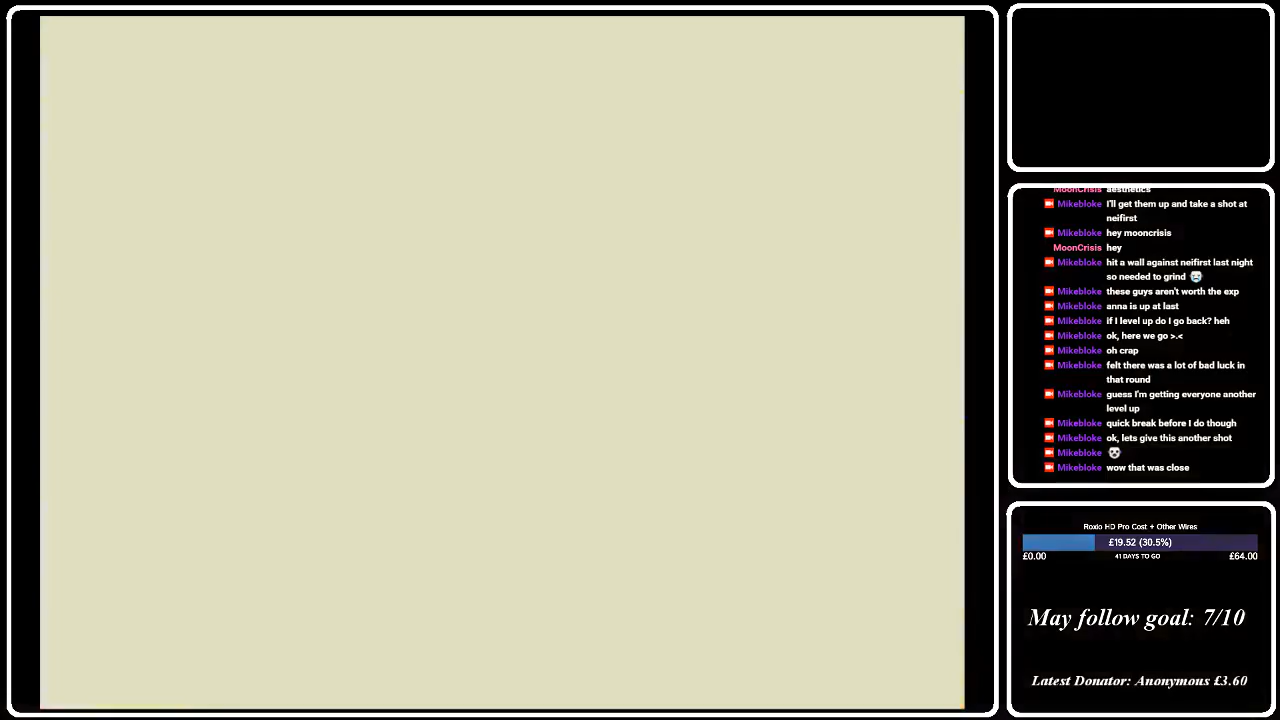 MoonCrisis aesthetics
Mikebloke I'll get them up and take a shot at
neifirst
Mikebloke hey mooncrisis
MoonCrisis hey
Mikebloke hit a wall against neifirst last night
so needed to grind
Mikebloke these guys aren't worth the exp
Mikebloke anna is up at last
Mikebloke if I level up do I go back? heh
Mikebloke ok, here we go >.<
Mikebloke oh crap
Mikebloke felt there was a lot of bad luck in
that round
Mikebloke guess I'm getting everyone another
level up
Mikebloke quick break before I do though
Mikebloke ok, lets give this another shot
Mikebloke
Mikebloke wow that was close
Roxio HD Pro Cost + Other Wires
£19.52 (30.5%)
£0.00 41 DAYS TO GO £64.00
May follow goal: 7/10
Latest Donator: Anonymous £3.60